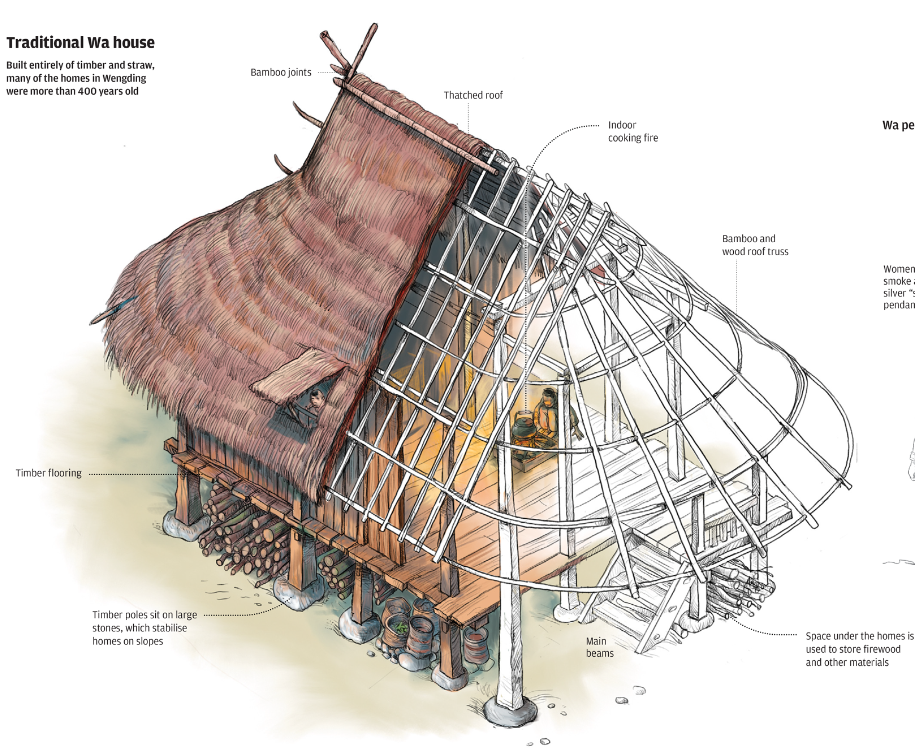 Traditional Wa house
Built entirely of timber and straw,
many of the homes in Wengding
were more than 400 years old
Bamboo joints
Thatched roof
Indoor
cooking fire
Wa pe
Bamboo and
wood roof truss
Women
smoke
silver "s
pendan
Timber flooring
Timber poles sit on large
stones, which stabilise
homes on slopes
Main
beams
Space under the homes is
used to store firewood
and other materials